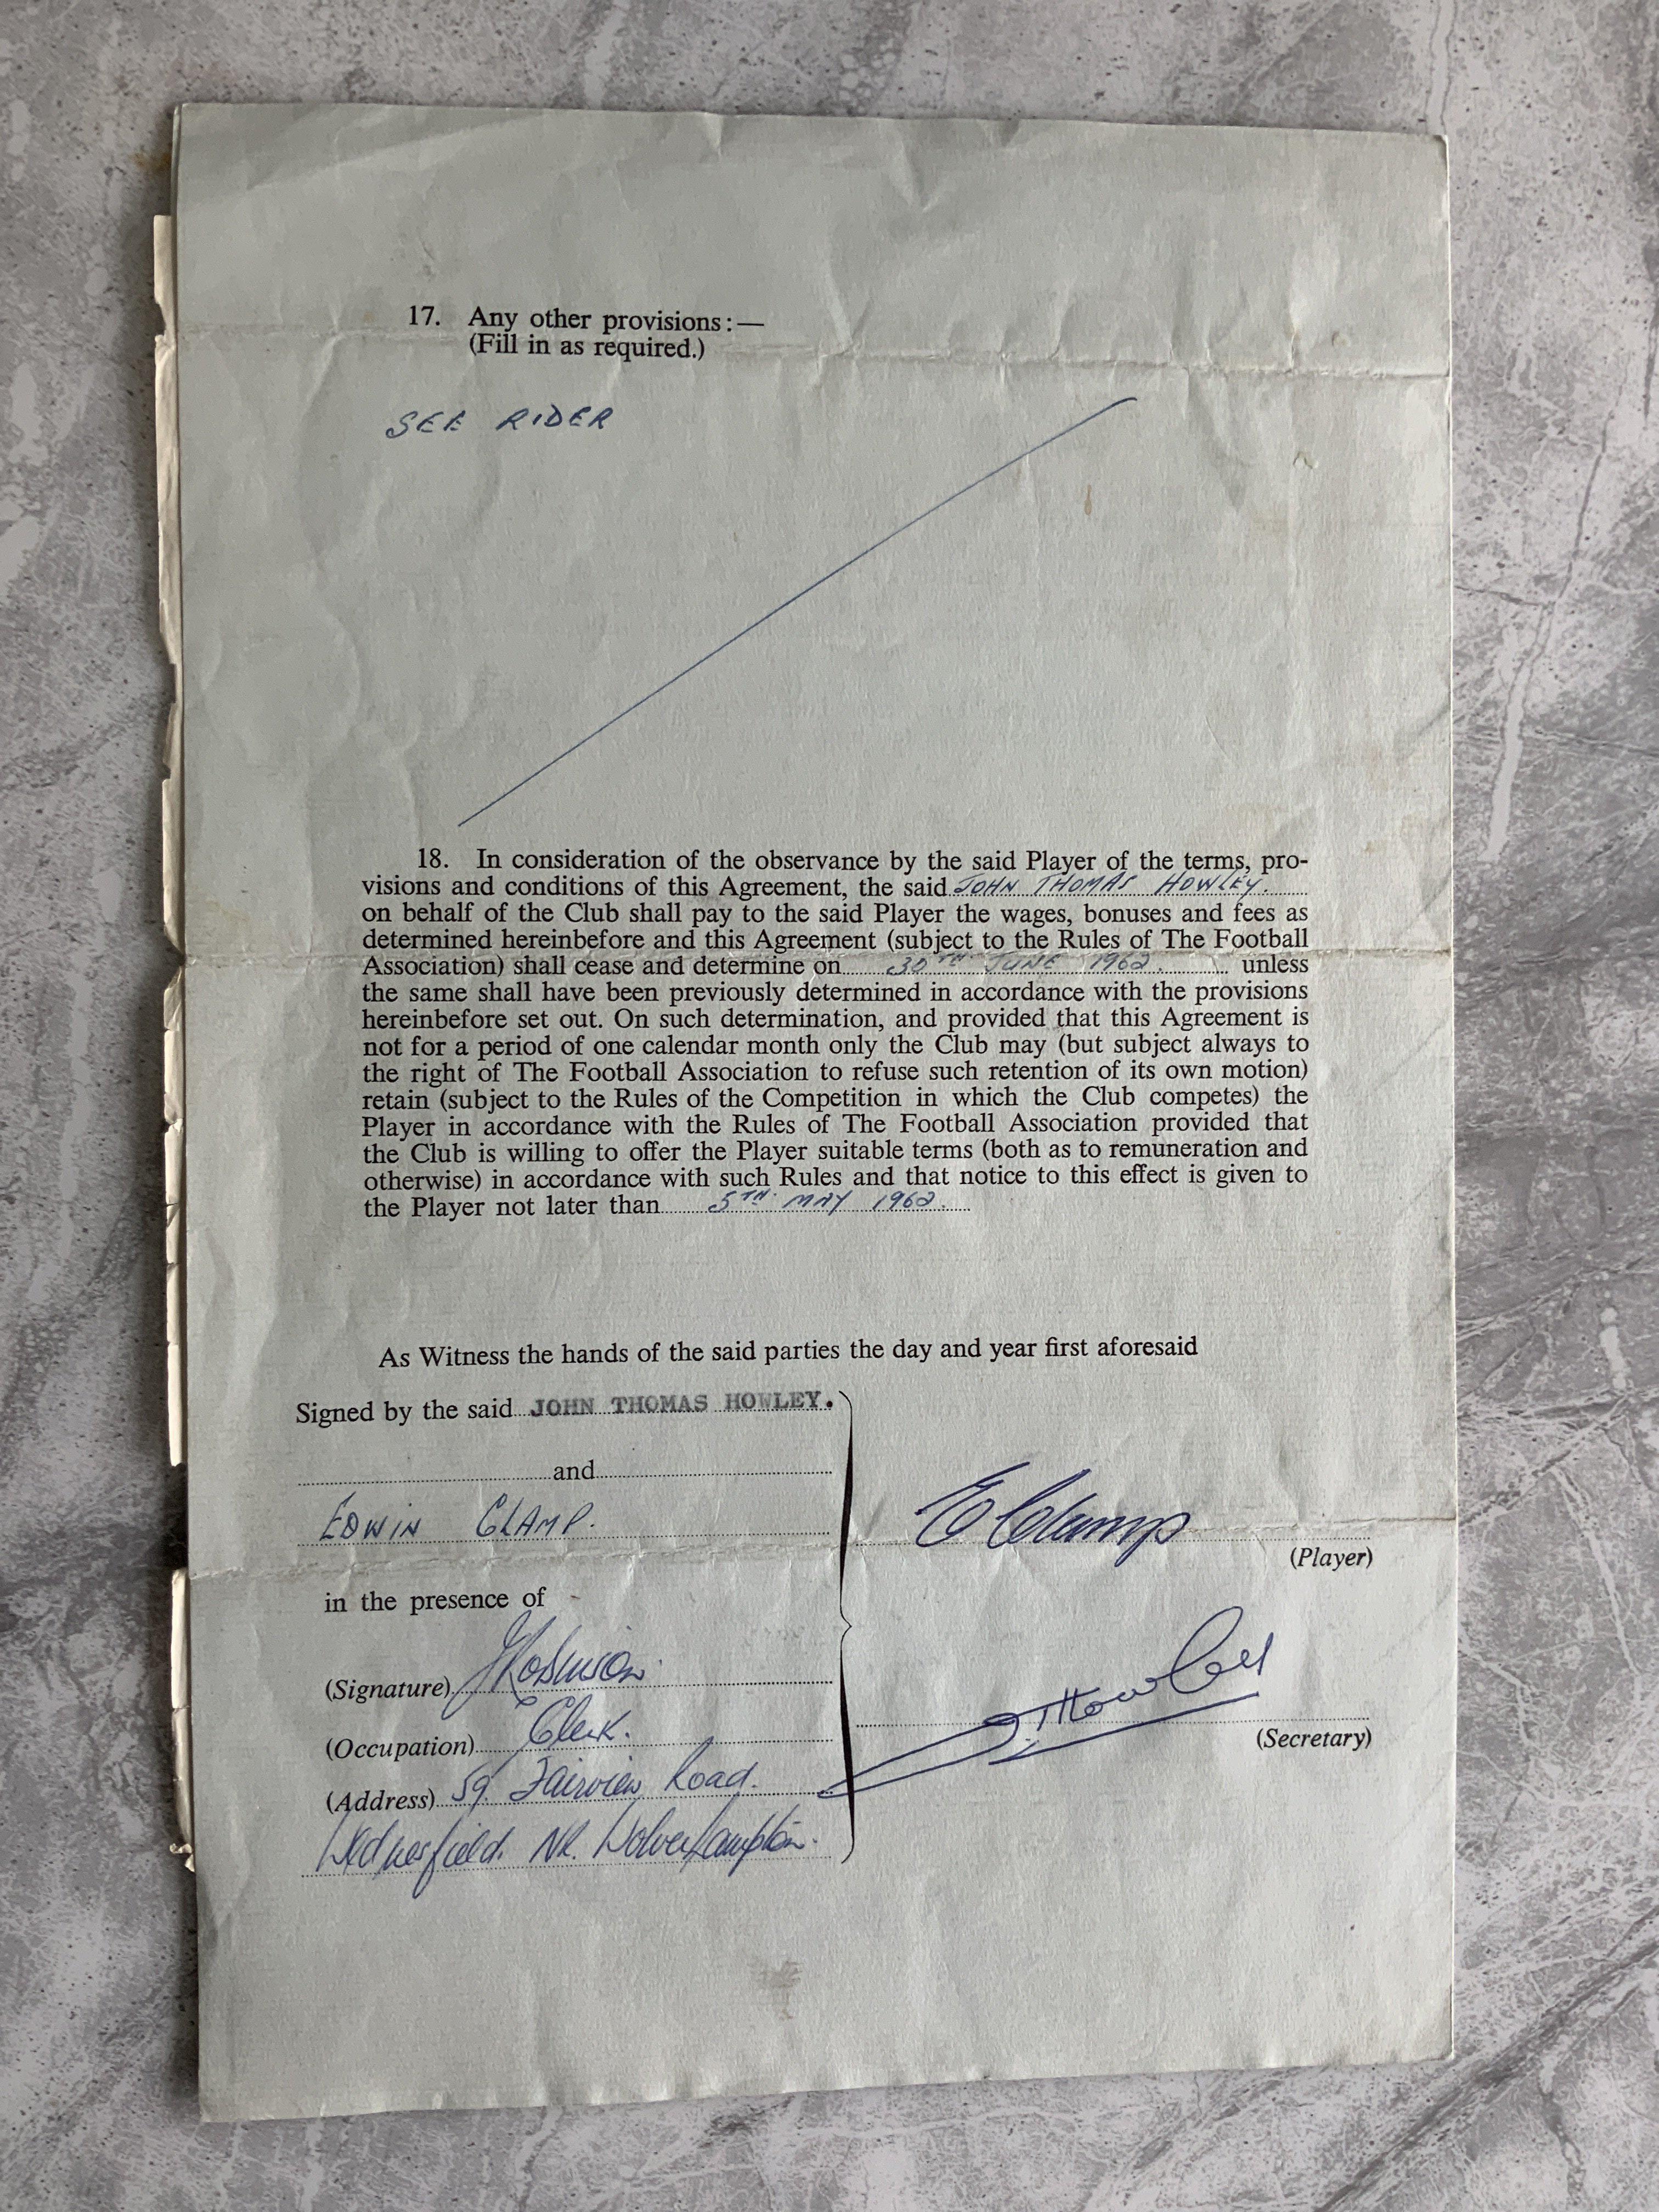 17. Any other provisions:—
(Fill in as required.)
SEE RIDER
18. In consideration of the observance by the said Player of the terms, pro-
visions and conditions of this Agreement, the said JOHN THOMAS HOWLEY.
on behalf of the Club shall pay to the said Player the wages, bonuses and fees as
determined hereinbefore and this Agreement (subject to the Rules of The Football
Association) shall cease and determine on 30TH JUNE 1962. unless
the same shall have been previously determined in accordance with the provisions
hereinbefore set out. On such determination, and provided that this Agreement is
not for a period of one calendar month only the Club may (but subject always to
the right of The Football Association to refuse such retention of its own motion)
retain (subject to the Rules of the Competition in which the Club competes) the
Player in accordance with the Rules of The Football Association provided that
the Club is willing to offer the Player suitable terms (both as to remuneration and
otherwise) in accordance with such Rules and that notice to this effect is given to
the Player not later than 5TH. MAY 1962.
As Witness the hands of the said parties the day and year first aforesaid
Signed by the said JOHN THOMAS HOWLEY.
and
EDWIN CLAMP.
E Clamp
(Player)
in the presence of
(Signature) J Robinson.
(Occupation) Clerk.
J. T. Howley
(Secretary)
(Address) 59. Fairview Road.
Wednesfield. Nr. Wolverhampton.